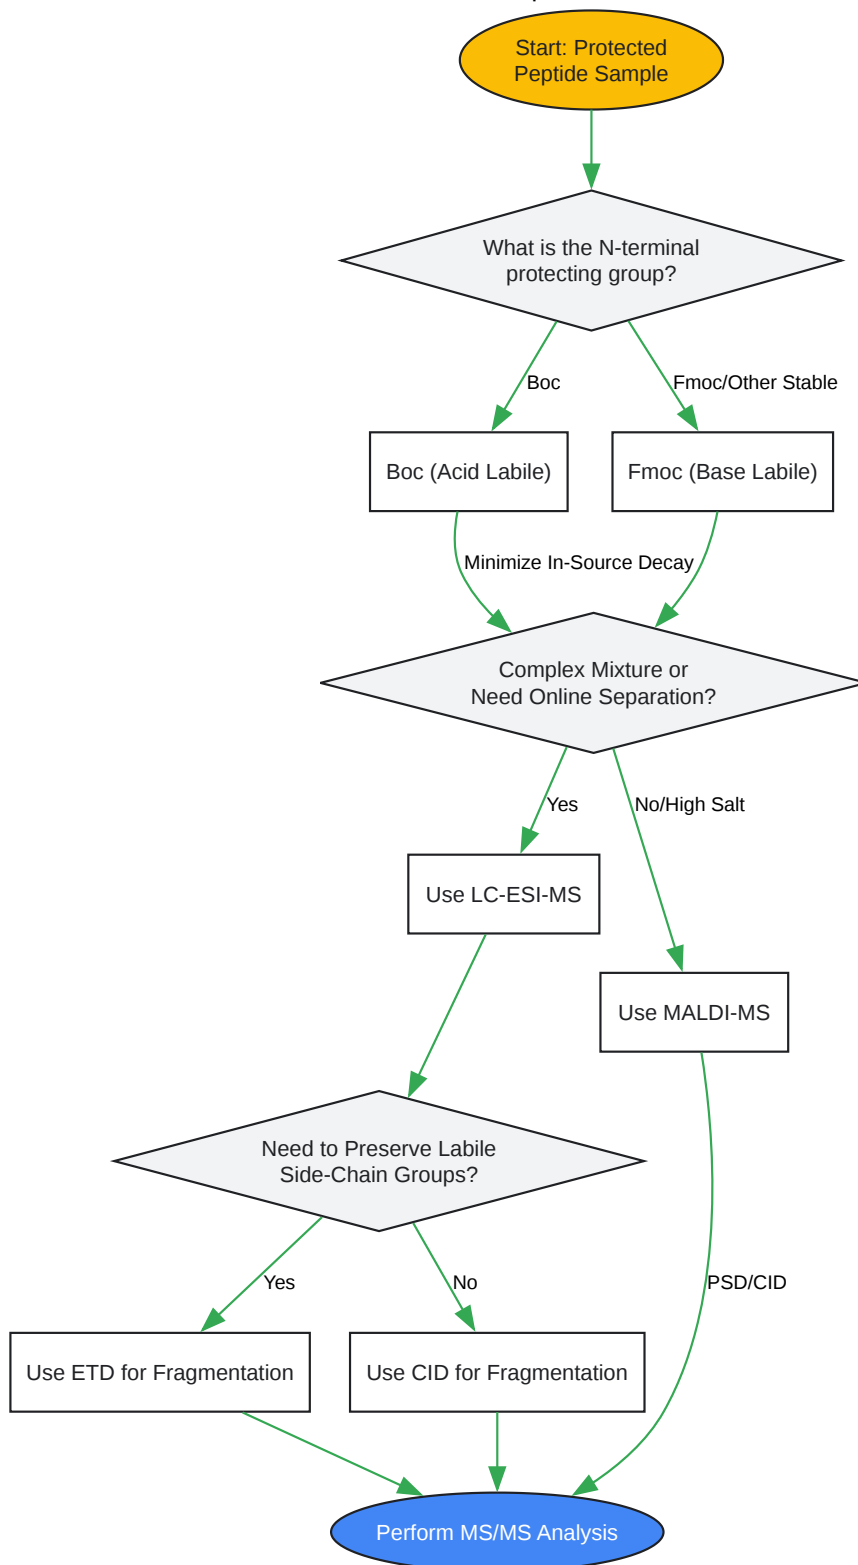 Start: Protected
Peptide Sample
What is the N-terminal
protecting group?
Boc
Fmoc/Other Stable
Boc (Acid Labile)
Fmoc (Base Labile)
Minimize In-Source Decay
Complex Mixture or
Need Online Separation?
Yes
No/High Salt
Use LC-ESI-MS
Use MALDI-MS
Need to Preserve Labile
Side-Chain Groups?
Yes
No
PSD/CID
Use ETD for Fragmentation
Use CID for Fragmentation
Perform MS/MS Analysis